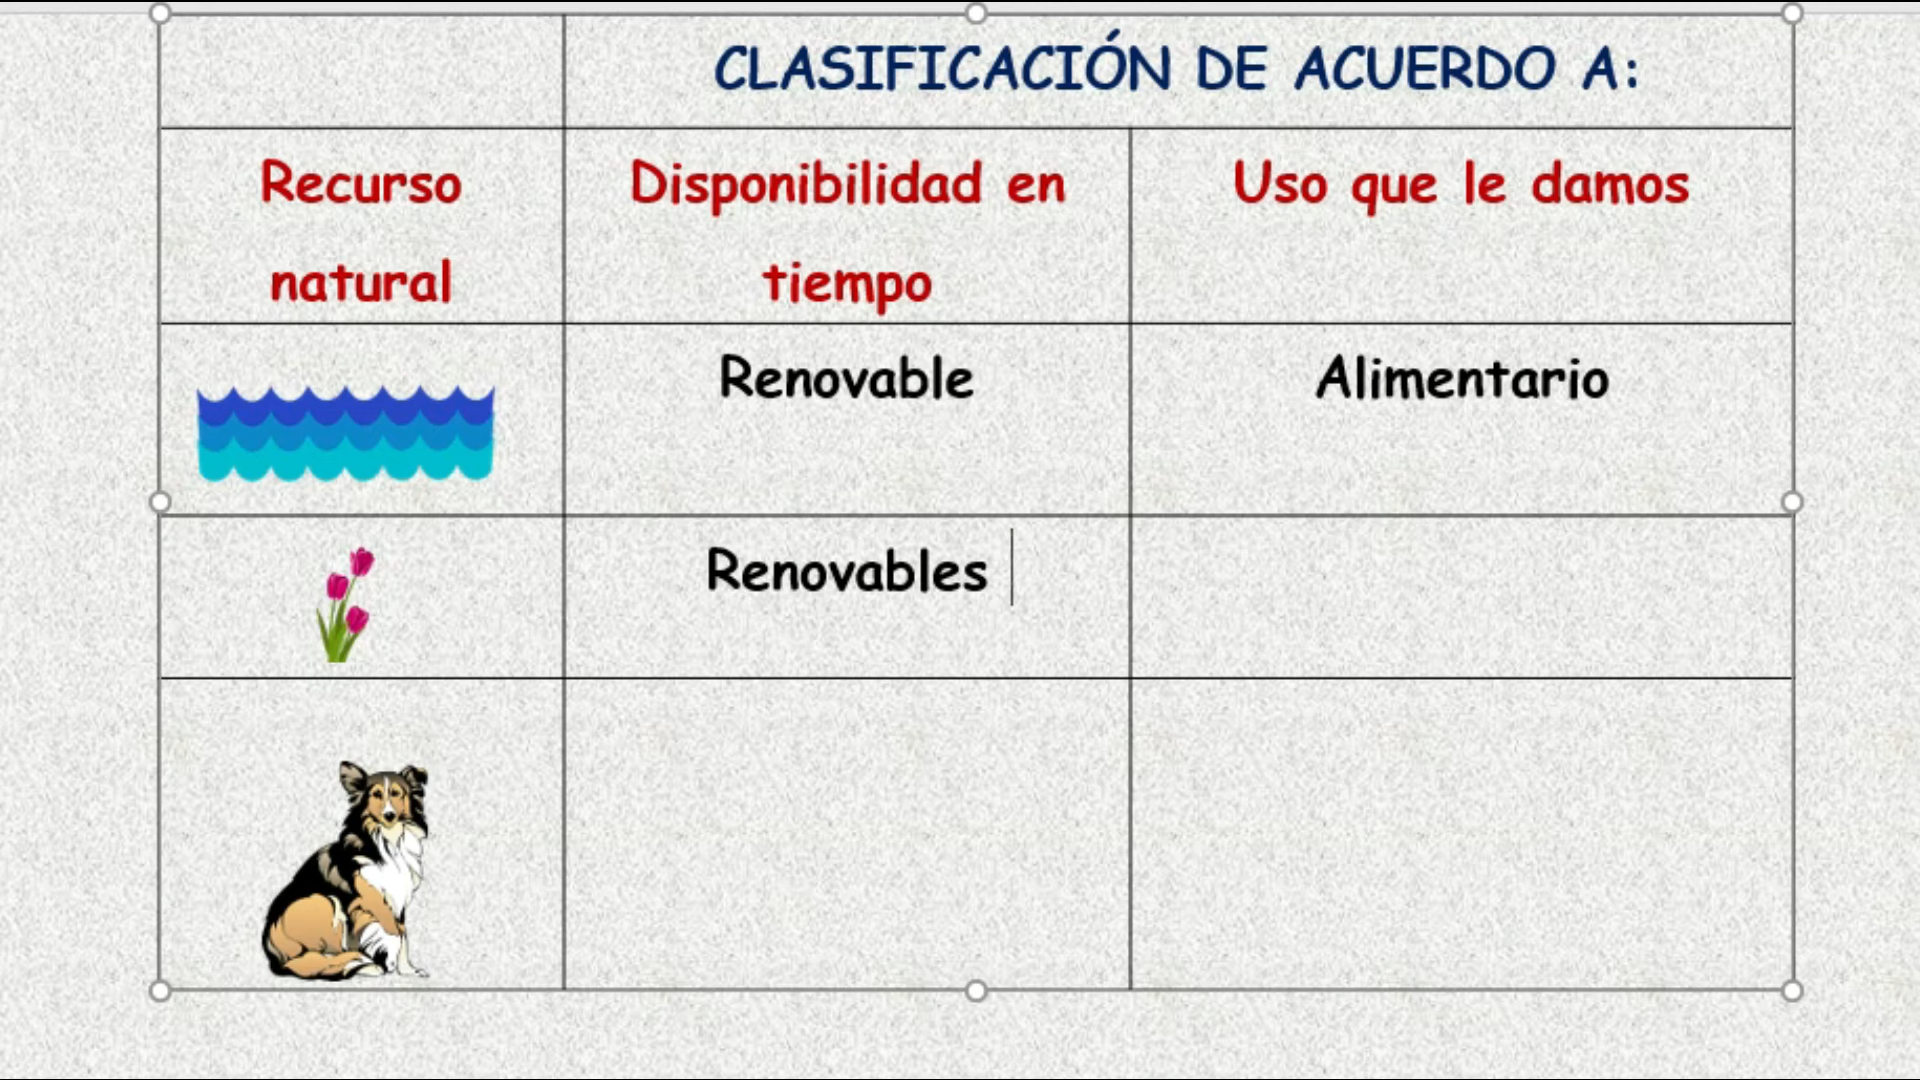 CLASIFICACIÓN DE ACUERDO A:
Recurso
natural
Disponibilidad en
tiempo
Uso que le damos
Renovable
Alimentario
Renovables